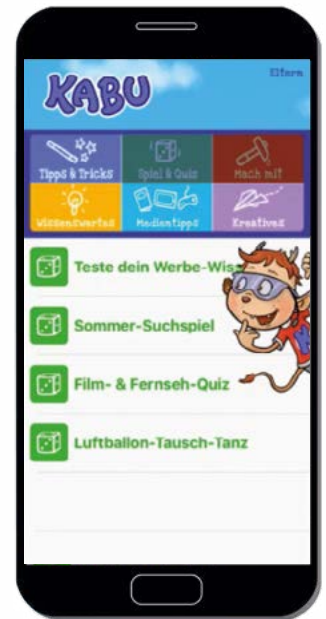 KABU
Eltern
Tipps & Tricks
Spiel & Quiz
Mach mit
Wissenswertes
Medientipps
Kreatives
Teste dein Werbe-Wis
Sommer-Suchspiel
Film- & Fernseh-Quiz
Luftballon-Tausch-Tanz